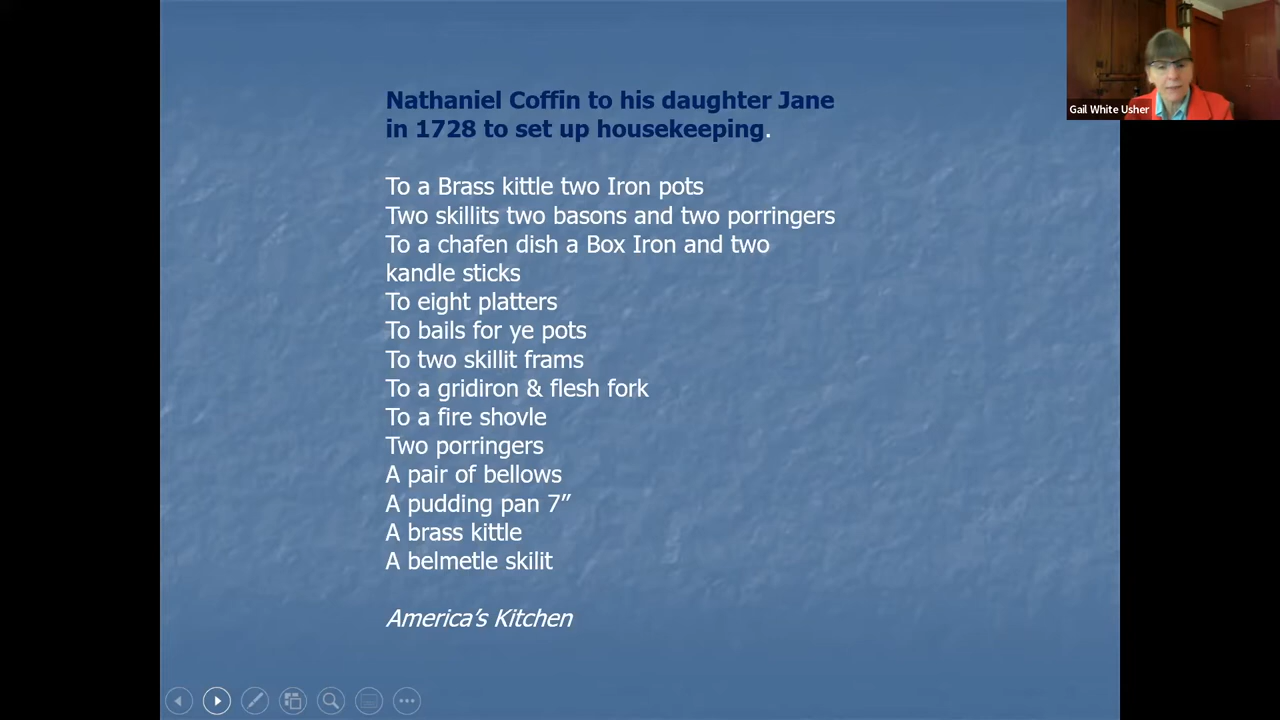 Nathaniel Coffin to his daughter Jane
in 1728 to set up housekeeping.
To a Brass kittle two Iron pots
Two skillits two basons and two porringers
To a chafen dish a Box Iron and two
kandle sticks
To eight platters
To bails for ye pots
To two skillit frams
To a gridiron & flesh fork
To a fire shovle
Two porringers
A pair of bellows
A pudding pan 7”
A brass kittle
A belmetle skilit
America’s Kitchen
Gail White Usher